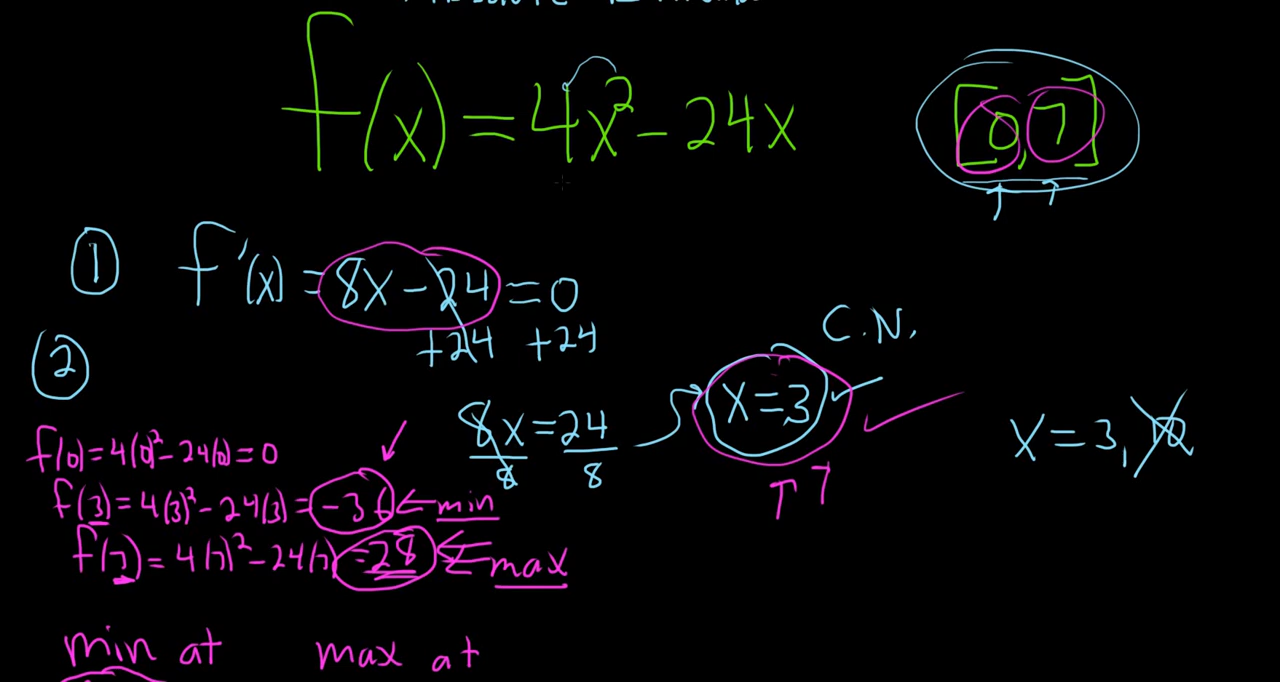 f(x) = 4x² - 24x [0, 7]
① f'(x) = 8x - 24 = 0
+24 +24
②
C.N.
8x = 24 x = 3
8 8
x = 3,
f(0) = 4(0)² - 24(0) = 0
7
f(3) = 4(3)² - 24(3) = -36 ← min
f(7) = 4(7)² - 24(7) = 28 ← max
min at max at